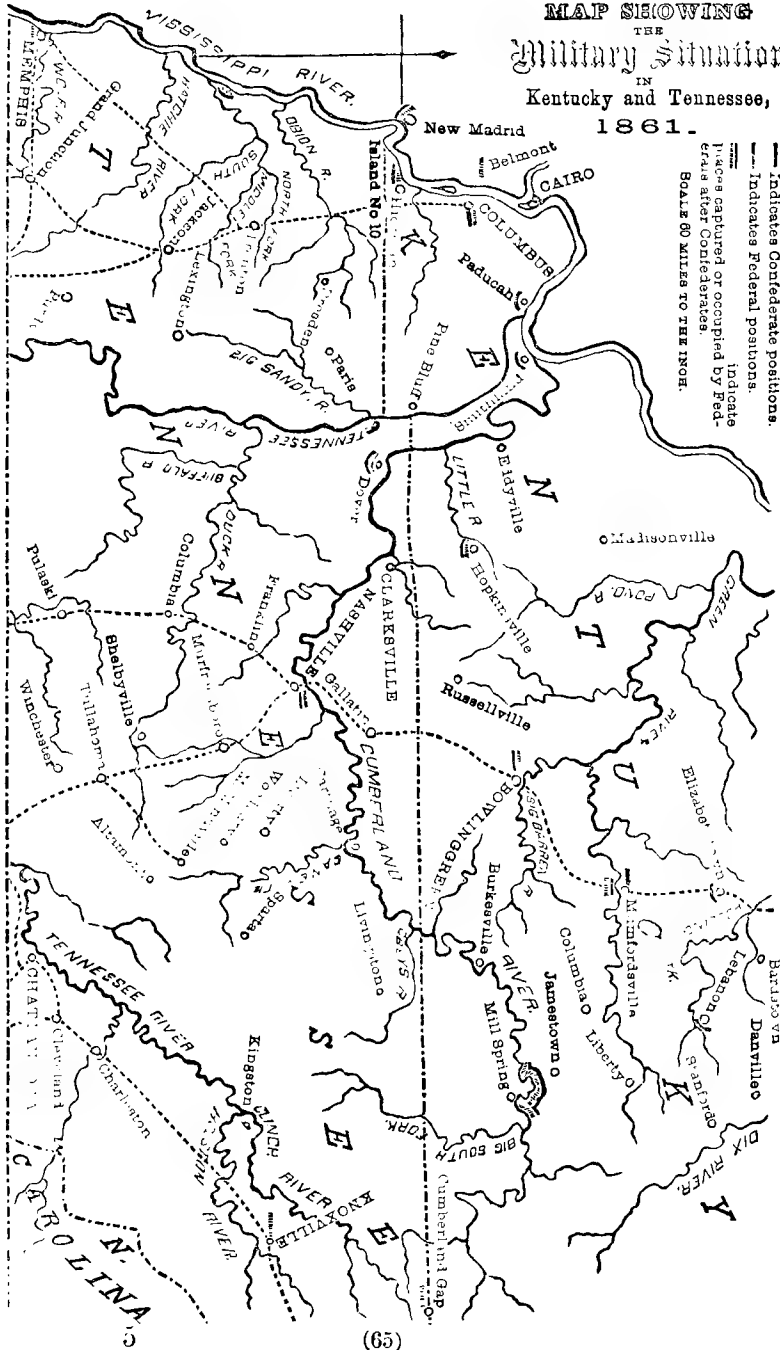 MAP SHOWING
THE
Military Situation
IN
Kentucky and Tennessee,
1861.
Indicates Confederate positions.
Indicates Federal positions.
indicate
places captured or occupied by Fed-
erals after Confederates.
SCALE 60 MILES TO THE INCH.
MISSISSIPPI RIVER.
New Madrid
Belmont
CAIRO
Island No 10
COLUMBUS
Paducah
Smithland
Pine Bluff
MEMPHIS
Grand Junction
HATCHIE
RIVER
OBION R.
NORTH FORK
MIDDLE
FORK
SOUTH
FORK
Jackson
Lexington
Paris
BIG SANDY. R.
TENNESSEE
RIVER
BUFFALO R
DUCK R
Dover
Eddyville
LITTLE R
Hopkinsville
Madisonville
POND. R
GREEN
RIVER
CLARKSVILLE
NASHVILLE
Russellville
Gallatin
CUMBERLAND
BOWLINGGREEN
BIG BARREN
R
Franklin
Columbia
Pulaski
Shelbyville
Tullahoma
Winchester
Sparta
Livingston
Burkesville
RIVER.
Columbia
Munfordsville
Jamestown
Mill Spring
Liberty
Lebanon
Stanford
Danville
DIX RIVER.
BIG SOUTH
FORK.
Cumberland Gap
TENNESSEE RIVER
Kingston
CLINCH
RIVER
RIVER.
KNOXVILLE
Cleveland
Charleston
K E N T U C K Y
T E N N E S S E E
N.
CAROLINA
5
(65)